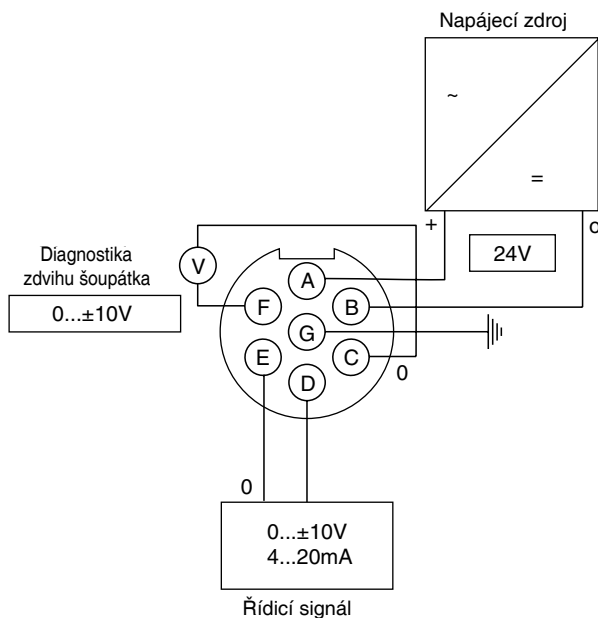 Napájecí zdroj
~
=
+
o
24V
Diagnostika
zdvihu šoupátka
0...±10V
V
A
F
B
G
E
C
D
0
0
0...±10V
4...20mA
Řídicí signál